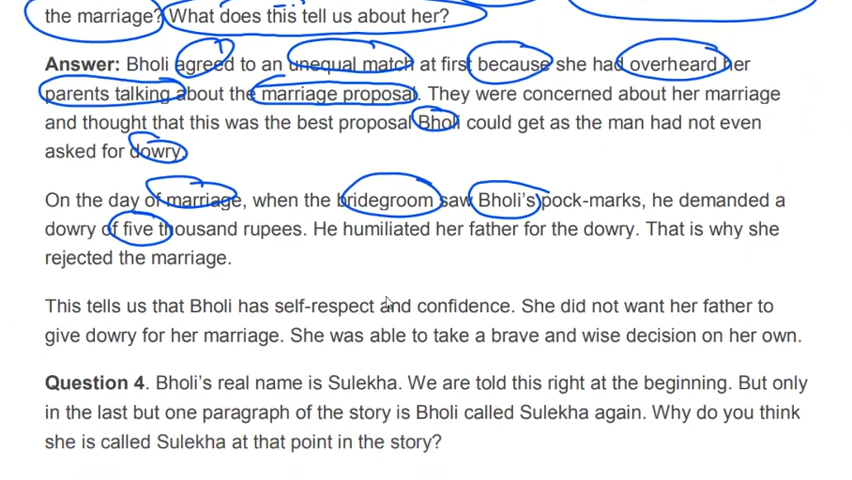 the marriage? What does this tell us about her?
Answer: Bholi agreed to an unequal match at first because she had overheard her
parents talking about the marriage proposal. They were concerned about her marriage
and thought that this was the best proposal Bholi could get as the man had not even
asked for dowry.
On the day of marriage, when the bridegroom saw Bholi's pock-marks, he demanded a
dowry of five thousand rupees. He humiliated her father for the dowry. That is why she
rejected the marriage.
This tells us that Bholi has self-respect and confidence. She did not want her father to
give dowry for her marriage. She was able to take a brave and wise decision on her own.
Question 4. Bholi’s real name is Sulekha. We are told this right at the beginning. But only
in the last but one paragraph of the story is Bholi called Sulekha again. Why do you think
she is called Sulekha at that point in the story?